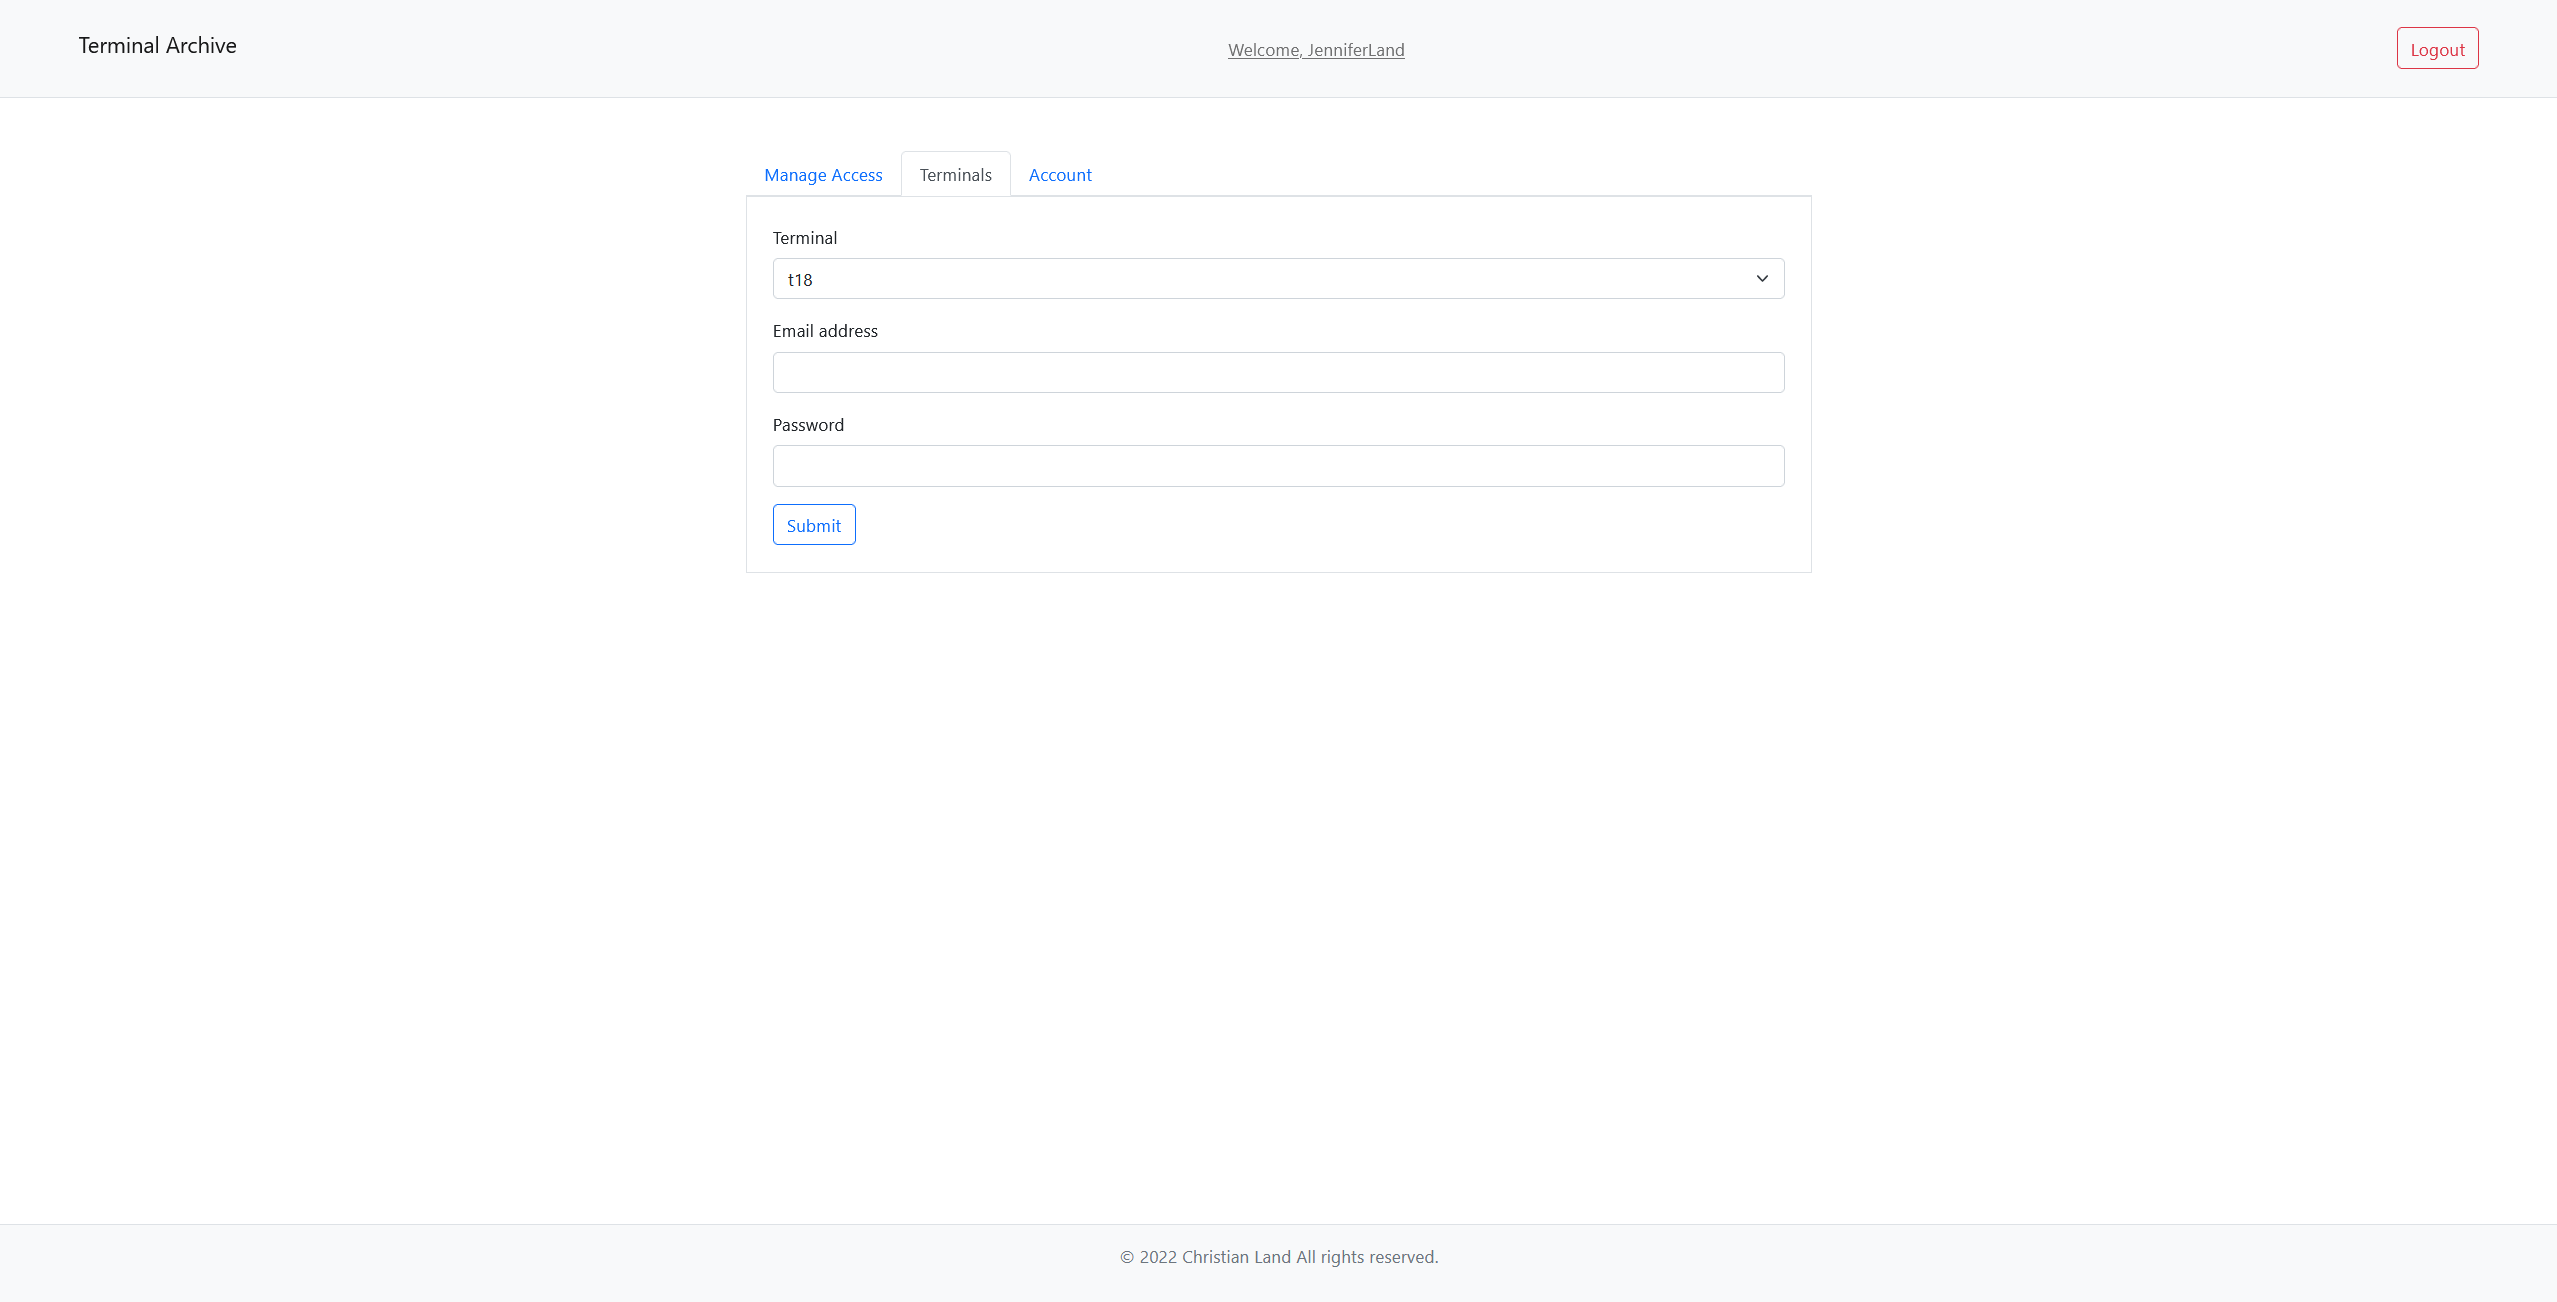 Terminal Archive
Welcome, JenniferLand
Logout
Manage Access
Terminals
Account
Terminal
t18
Email address
Password
Submit
© 2022 Christian Land All rights reserved.